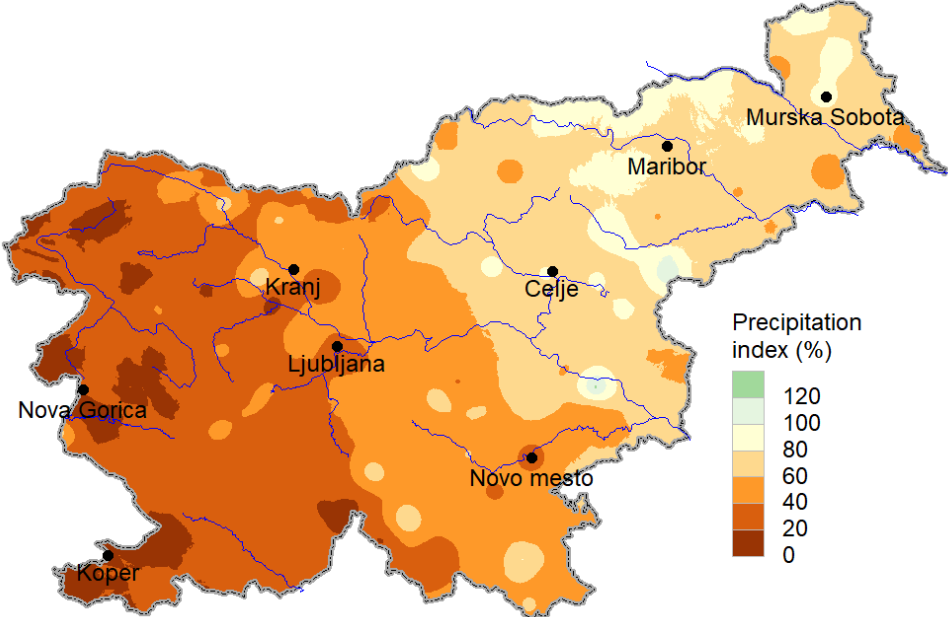 Murska Sobota
Maribor
Kranj
Celje
Ljubljana
Nova Gorica
Novo mesto
Koper
Precipitation
index (%)
120
100
80
60
40
20
0